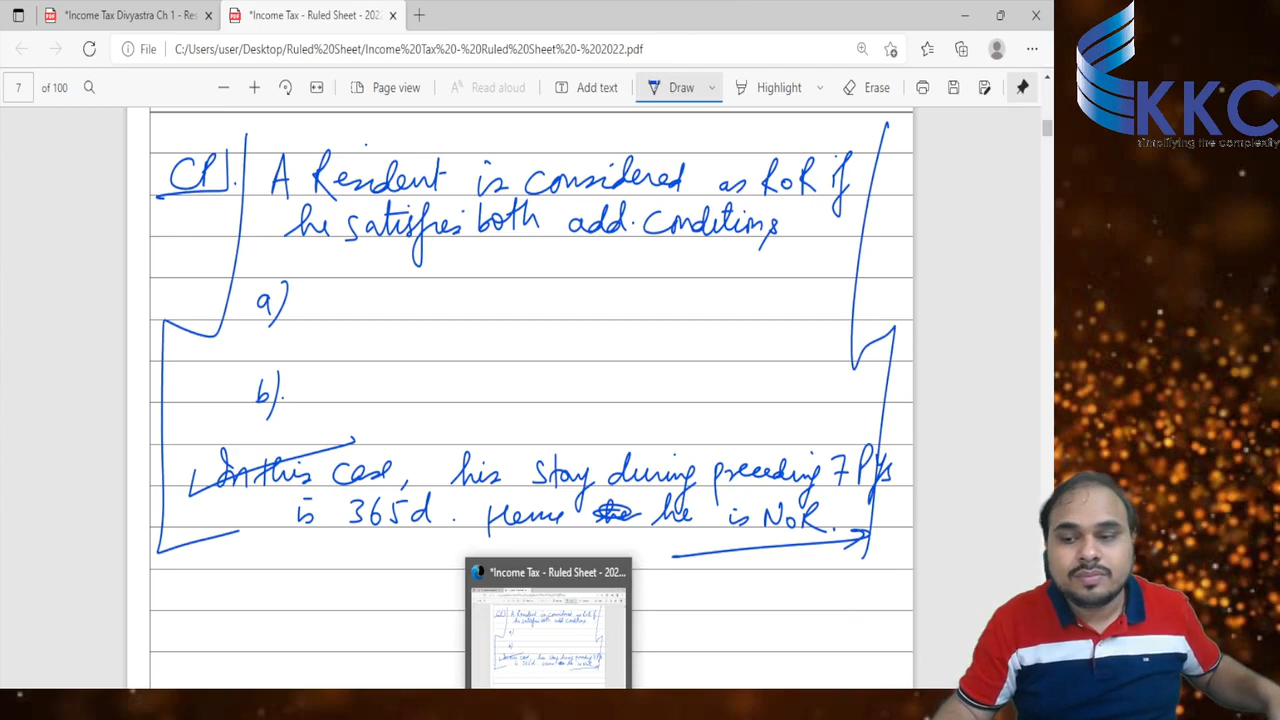 *Income Tax Divyastra Ch 1 - Res
*Income Tax - Ruled Sheet - 202
File C:/Users/user/Desktop/Ruled%20Sheet/Income%20Tax%20-%20Ruled%20Sheet%20-%202022.pdf
7 of 100 Page view Read aloud Add text Draw Highlight Erase
KKC
simplifying the complexity
A Resident is considered as RoR if
he satisfies both add. Conditions
a)
b).
In this case, his stay during preceding 7 PYs
is 365d. Hence he is NoR.
*Income Tax - Ruled Sheet - 202...